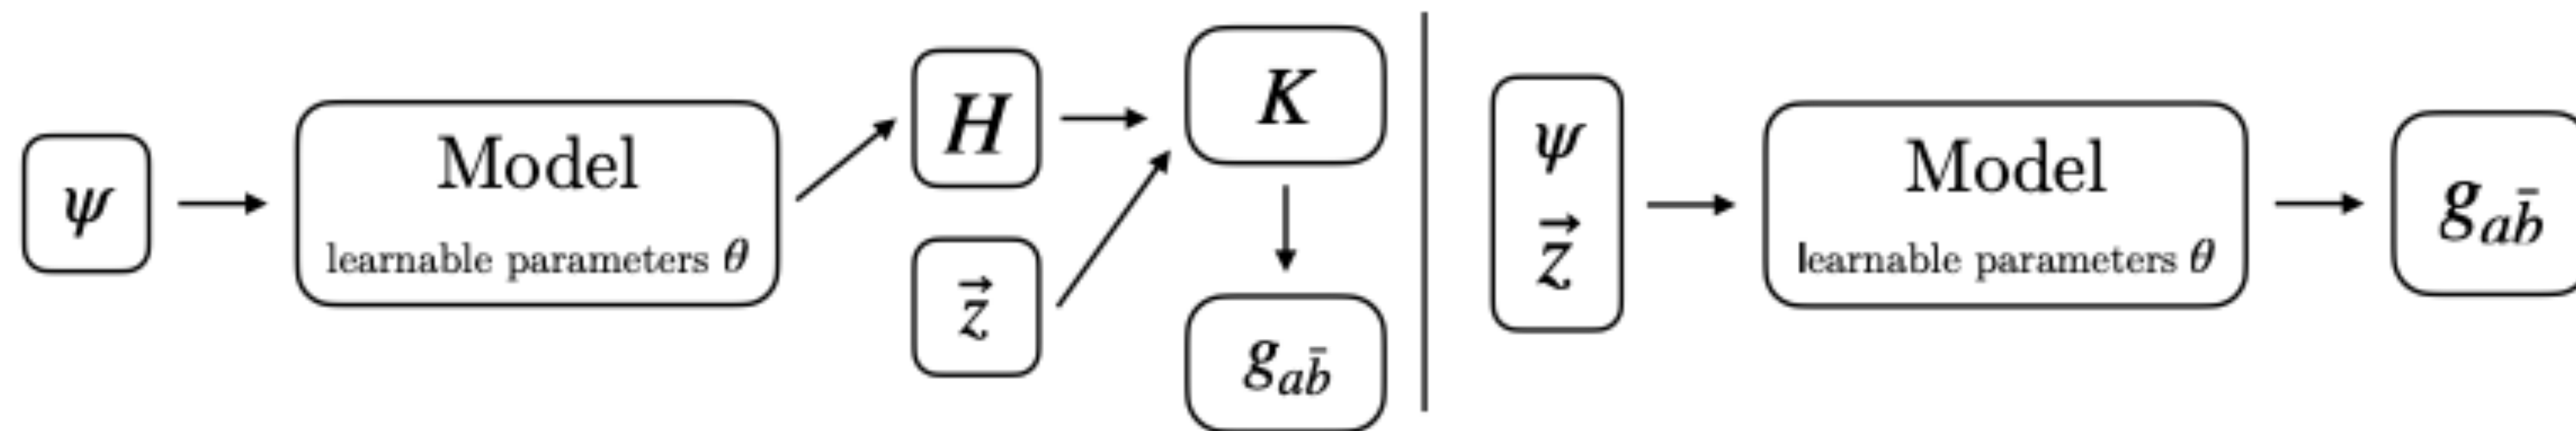 ψ
Model
learnable parameters θ
H
z⃗
K
g_{ab̄}
ψ
z⃗
Model
learnable parameters θ
g_{ab̄}